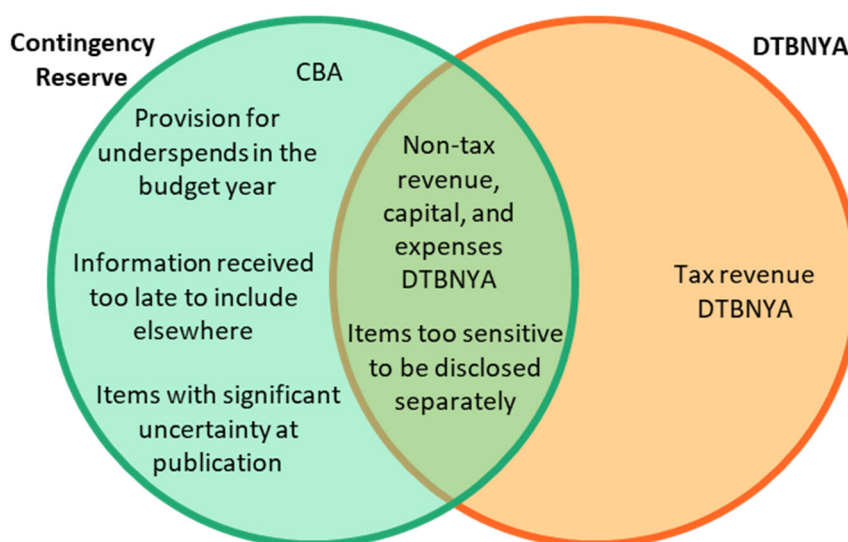 Contingency
Reserve
DTBNYA
CBA
Provision for
underspends in the
budget year
Information received
too late to include
elsewhere
Items with significant
uncertainty at
publication
Non-tax
revenue,
capital, and
expenses
DTBNYA
Items too sensitive
to be disclosed
separately
Tax revenue
DTBNYA